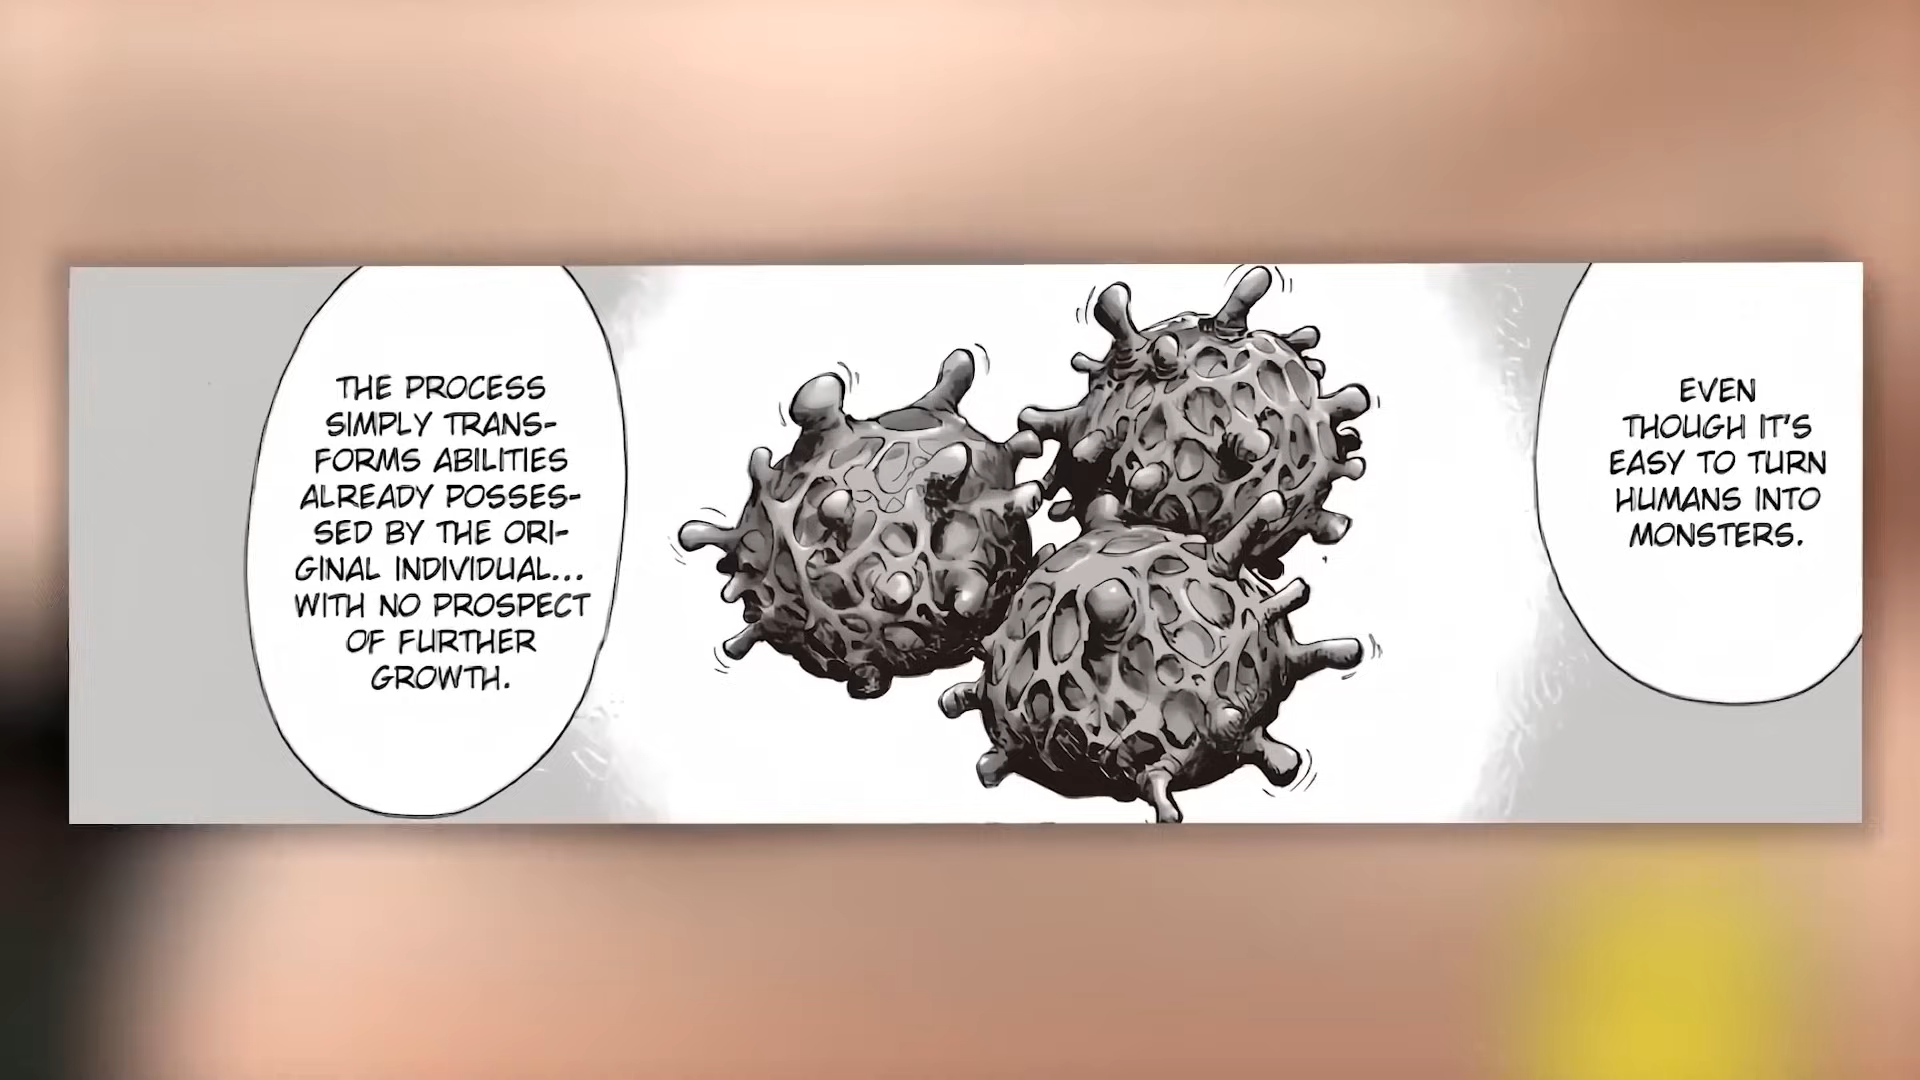 EVEN
THOUGH IT'S
EASY TO TURN
HUMANS INTO
MONSTERS.
THE PROCESS
SIMPLY TRANS-
FORMS ABILITIES
ALREADY POSSES-
SED BY THE ORI-
GINAL INDIVIDUAL...
WITH NO PROSPECT
OF FURTHER
GROWTH.